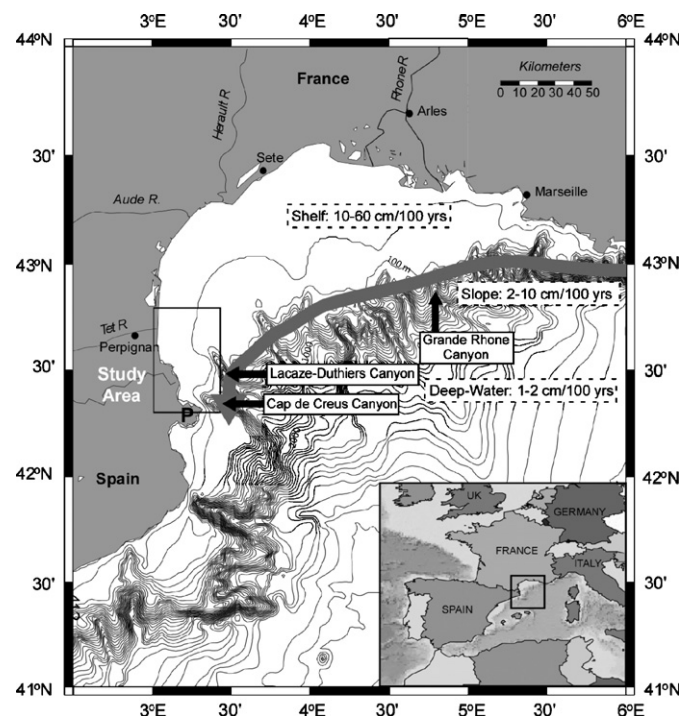 3°E 30' 4°E 30' 5°E 30' 6°E
44°N 44°N
France
Kilometers
0 10 20 30 40 50
Herault R.
Rhone R.
Arles
30' 30'
Sete
Marseille
Aude R.
Shelf: 10-60 cm/100 yrs
100 m
43°N 43°N
Slope: 2-10 cm/100 yrs
Tet R
Perpignan
Grande Rhone
Canyon
30' 30'
Study
Area
Lacaze-Duthiers Canyon
Deep-Water: 1-2 cm/100 yrs
Cap de Creus Canyon
P
42°N 42°N
Spain
UK
GERMANY
FRANCE
ITALY
30' 30'
SPAIN
41°N 41°N
3°E 30' 4°E 30' 5°E 30' 6°E